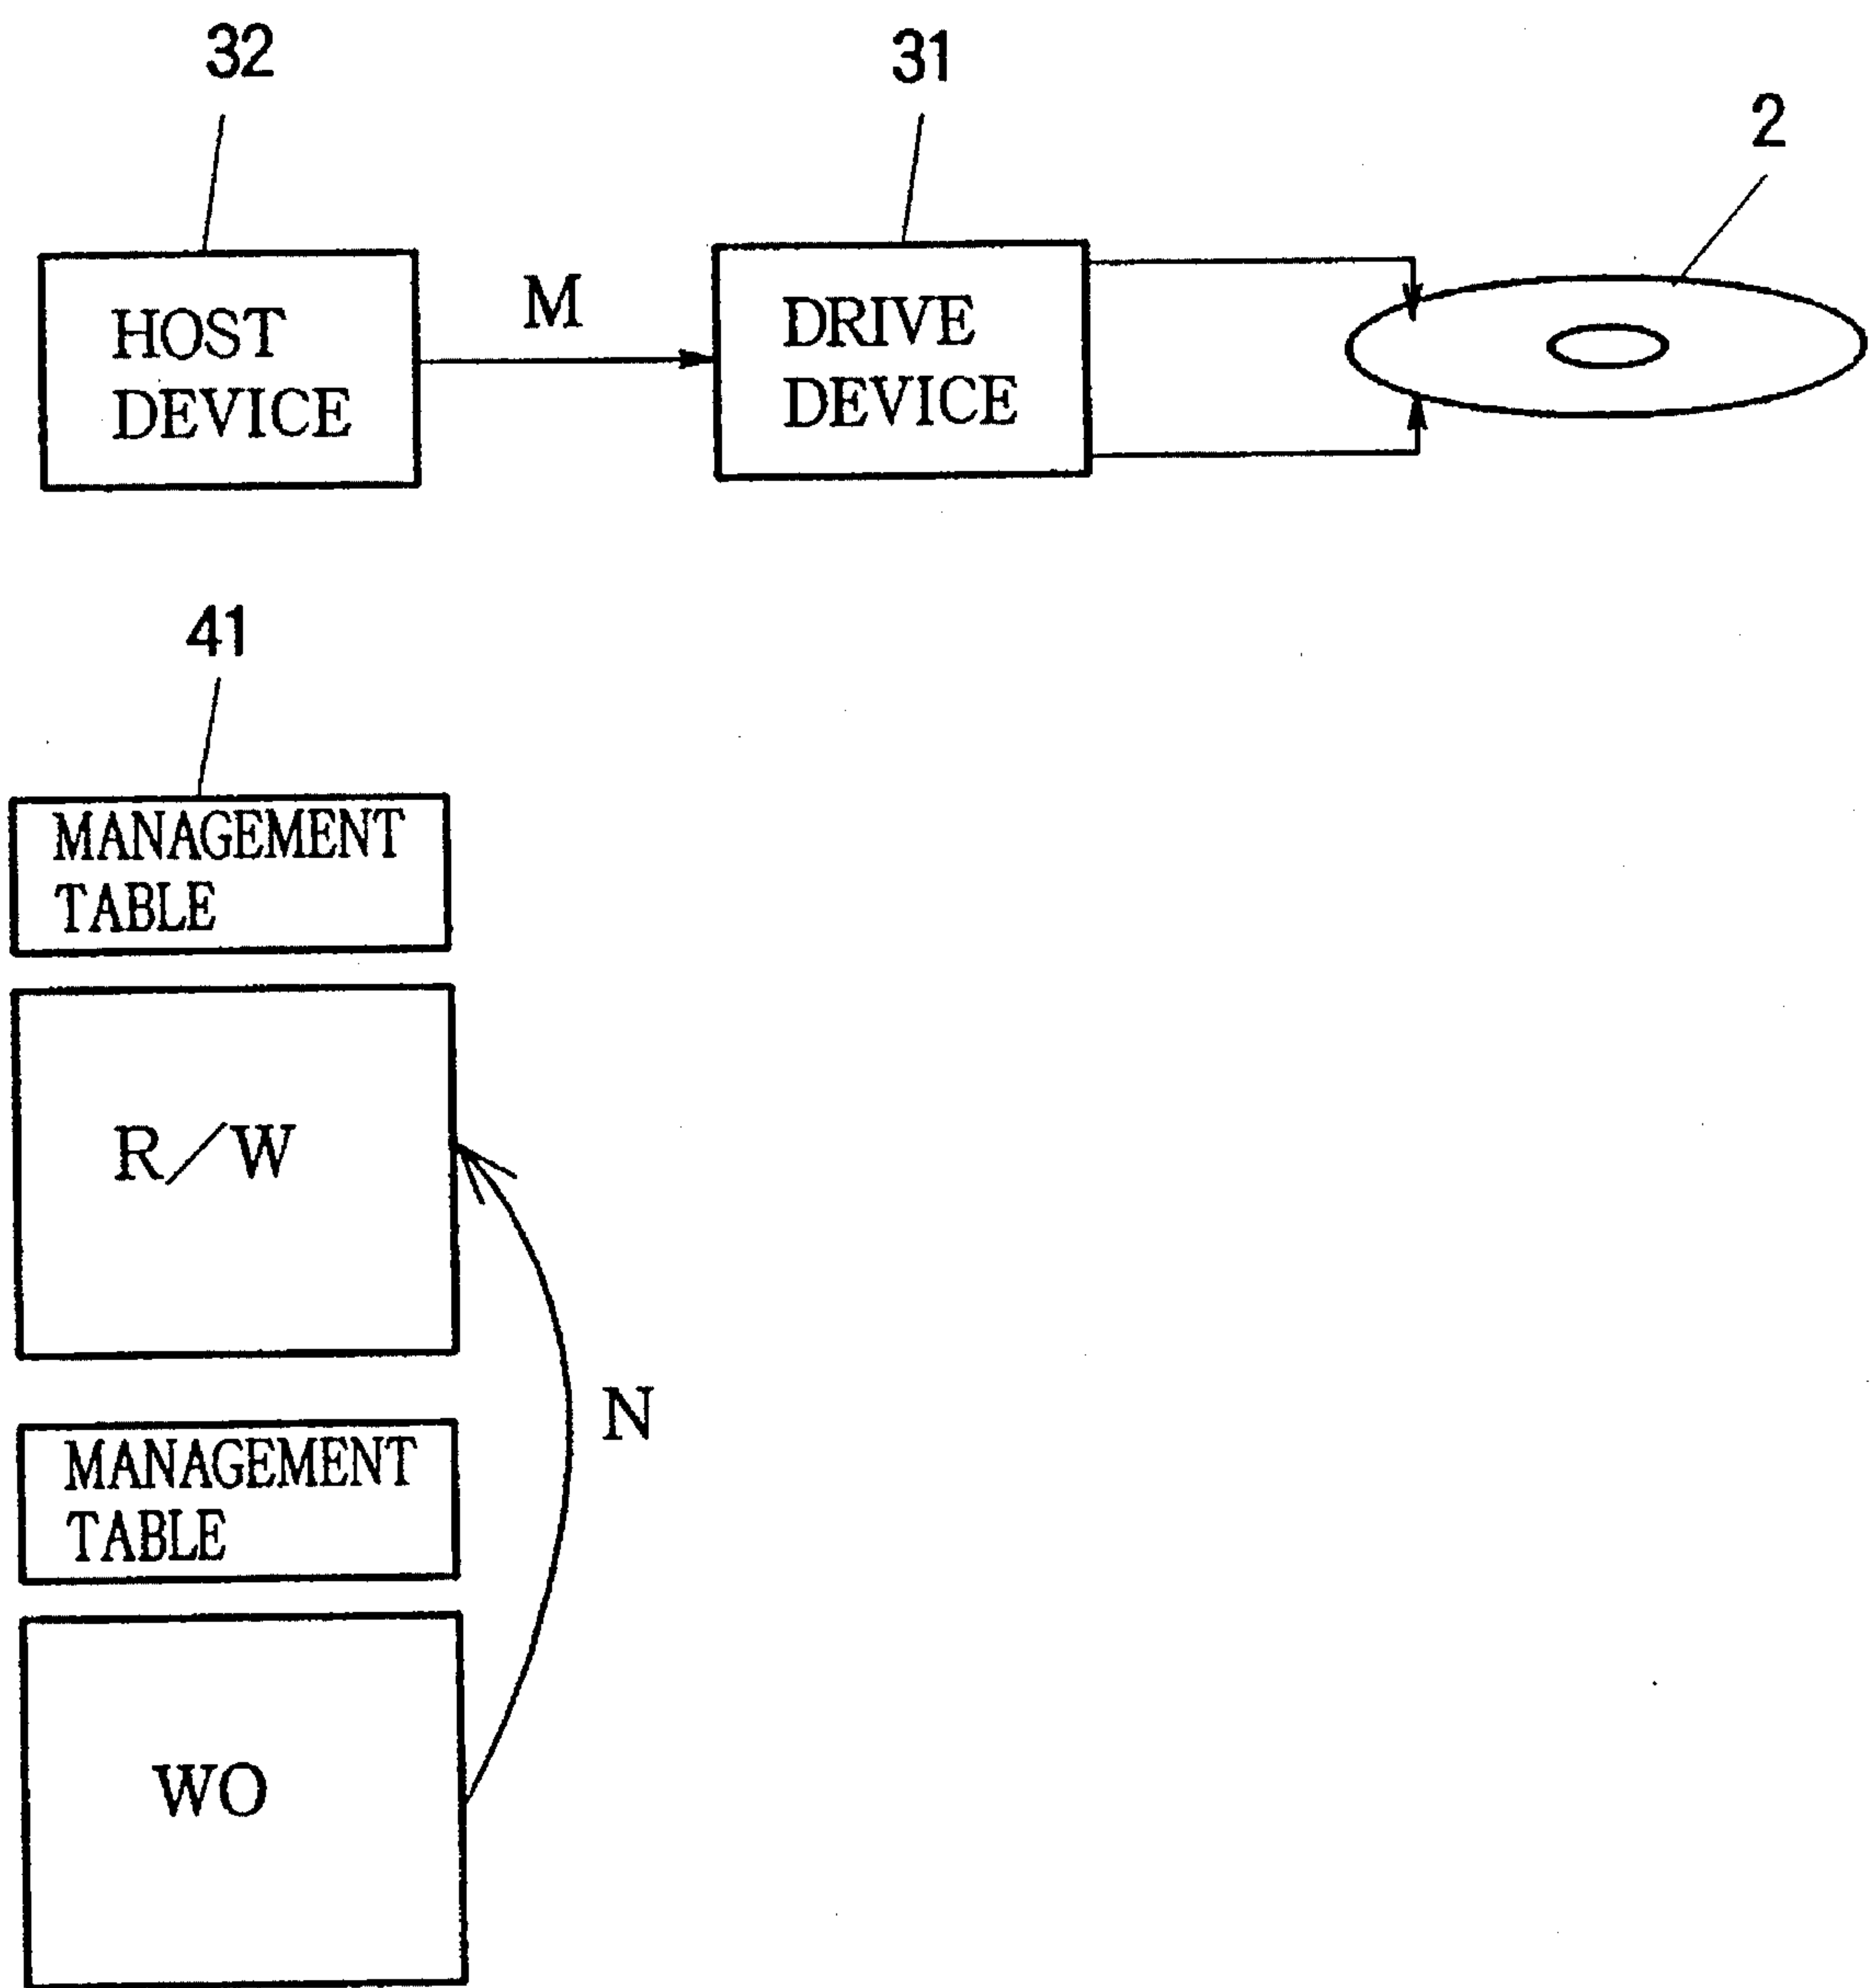 32
31
2
HOST
DEVICE
M
DRIVE
DEVICE
41
MANAGEMENT
TABLE
R/W
N
MANAGEMENT
TABLE
WO